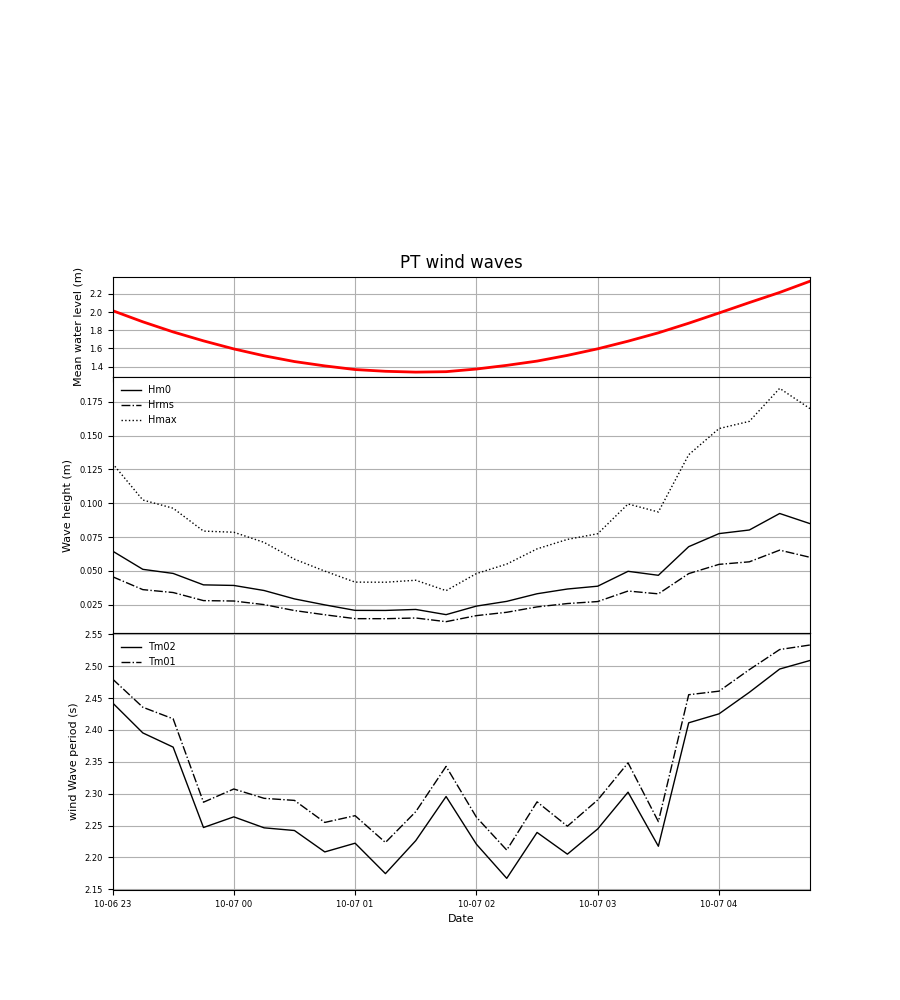 PT wind waves
Mean water level (m)
2.2
2.0
1.8
1.6
1.4
Wave height (m)
0.175
0.150
0.125
0.100
0.075
0.050
0.025
Hm0
Hrms
Hmax
wind Wave period (s)
2.55
2.50
2.45
2.40
2.35
2.30
2.25
2.20
2.15
Tm02
Tm01
10-06 23 10-07 00 10-07 01 10-07 02 10-07 03 10-07 04
Date